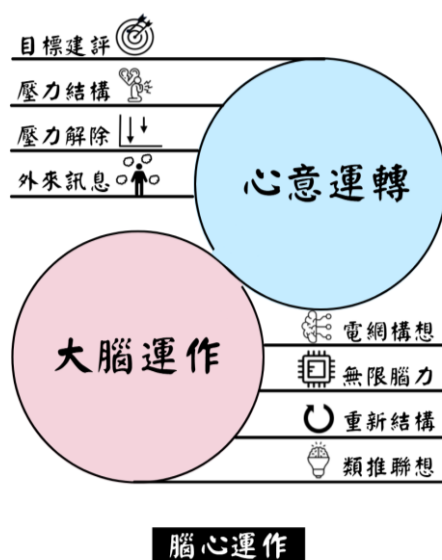 目標建評
壓力結構
壓力解除
外來訊息
心意運轉
大腦運作
電網構想
無限腦力
重新結構
類推聯想
腦心運作